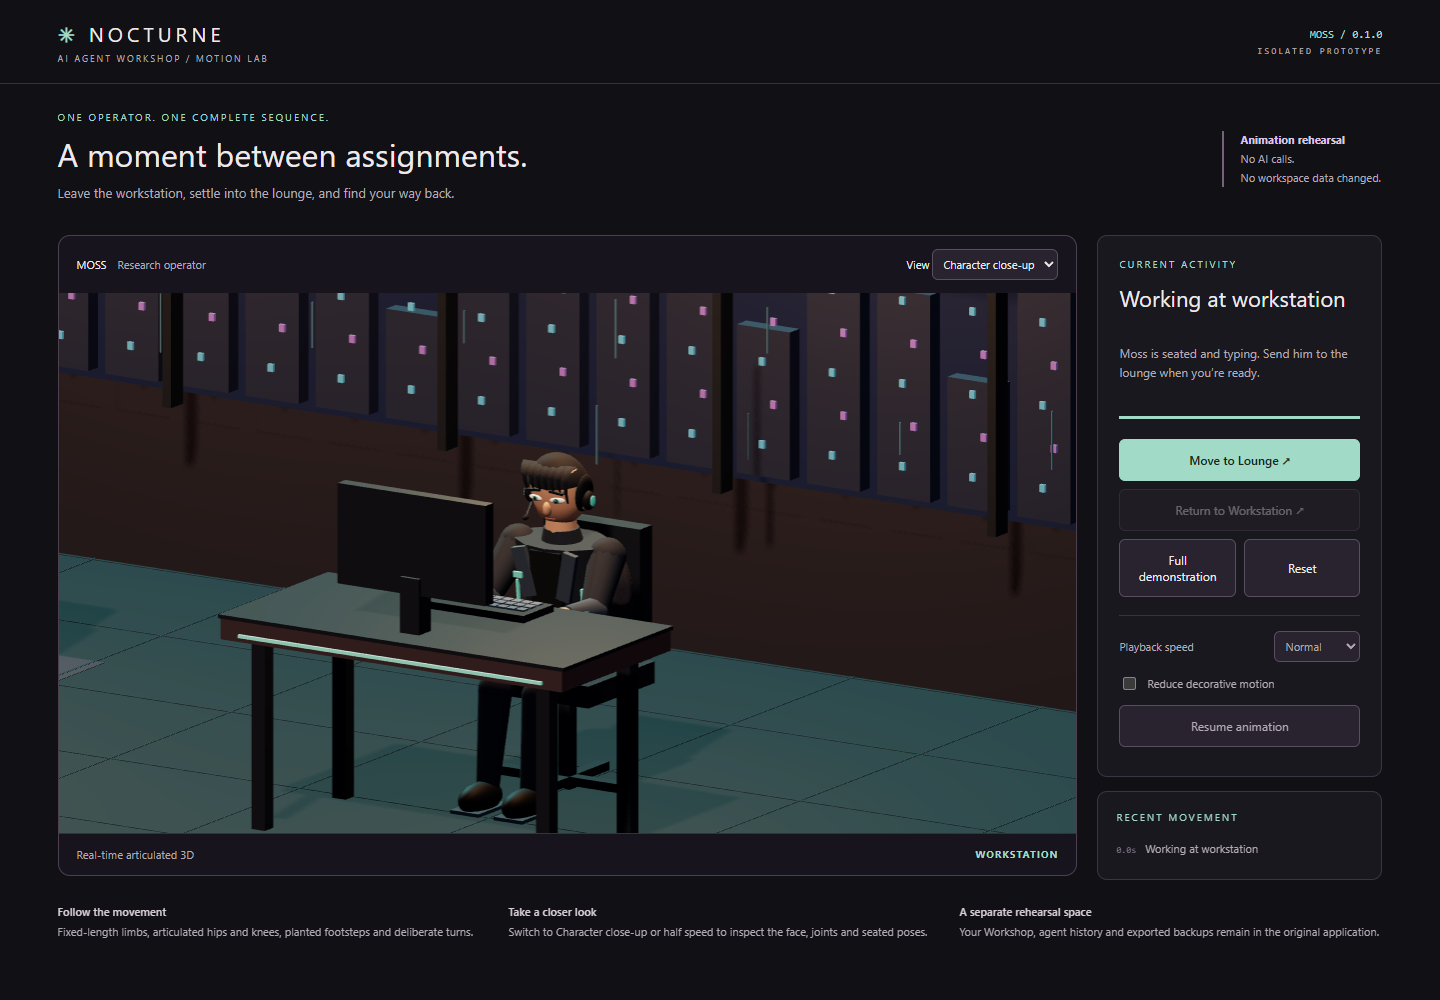 NOCTURNE
AI AGENT WORKSHOP / MOTION LAB
MOSS / 0.1.0
ISOLATED PROTOTYPE
ONE OPERATOR. ONE COMPLETE SEQUENCE.
A moment between assignments.
Leave the workstation, settle into the lounge, and find your way back.
Animation rehearsal
No AI calls.
No workspace data changed.
MOSS Research operator
View Character close-up
CURRENT ACTIVITY
Working at workstation
Moss is seated and typing. Send him to the
lounge when you're ready.
Move to Lounge ↗
Return to Workstation ↗
Full
demonstration
Reset
Playback speed Normal
Reduce decorative motion
Resume animation
Real-time articulated 3D
WORKSTATION
RECENT MOVEMENT
0.0s Working at workstation
Follow the movement
Fixed-length limbs, articulated hips and knees, planted footsteps and deliberate turns.
Take a closer look
Switch to Character close-up or half speed to inspect the face, joints and seated poses.
A separate rehearsal space
Your Workshop, agent history and exported backups remain in the original application.